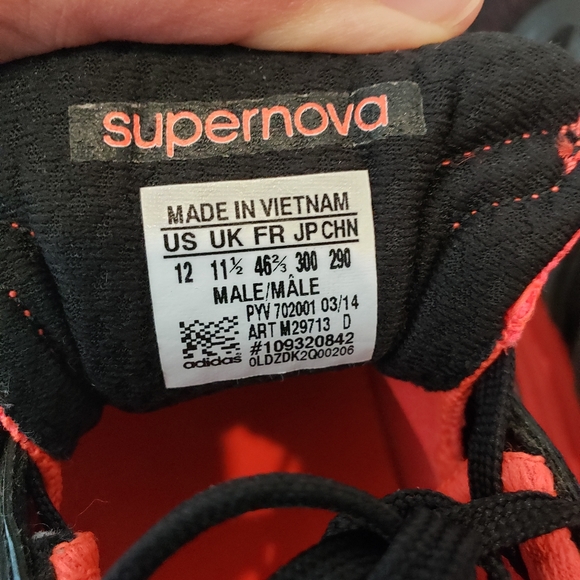 supernova
MADE IN VIETNAM
US UK FR JP CHN
12 11½ 46⅔ 300 290
MALE/MÂLE
PYV 702001 03/14
ART M29713 D
#109320842
adidas 0LDZDK2Q00206